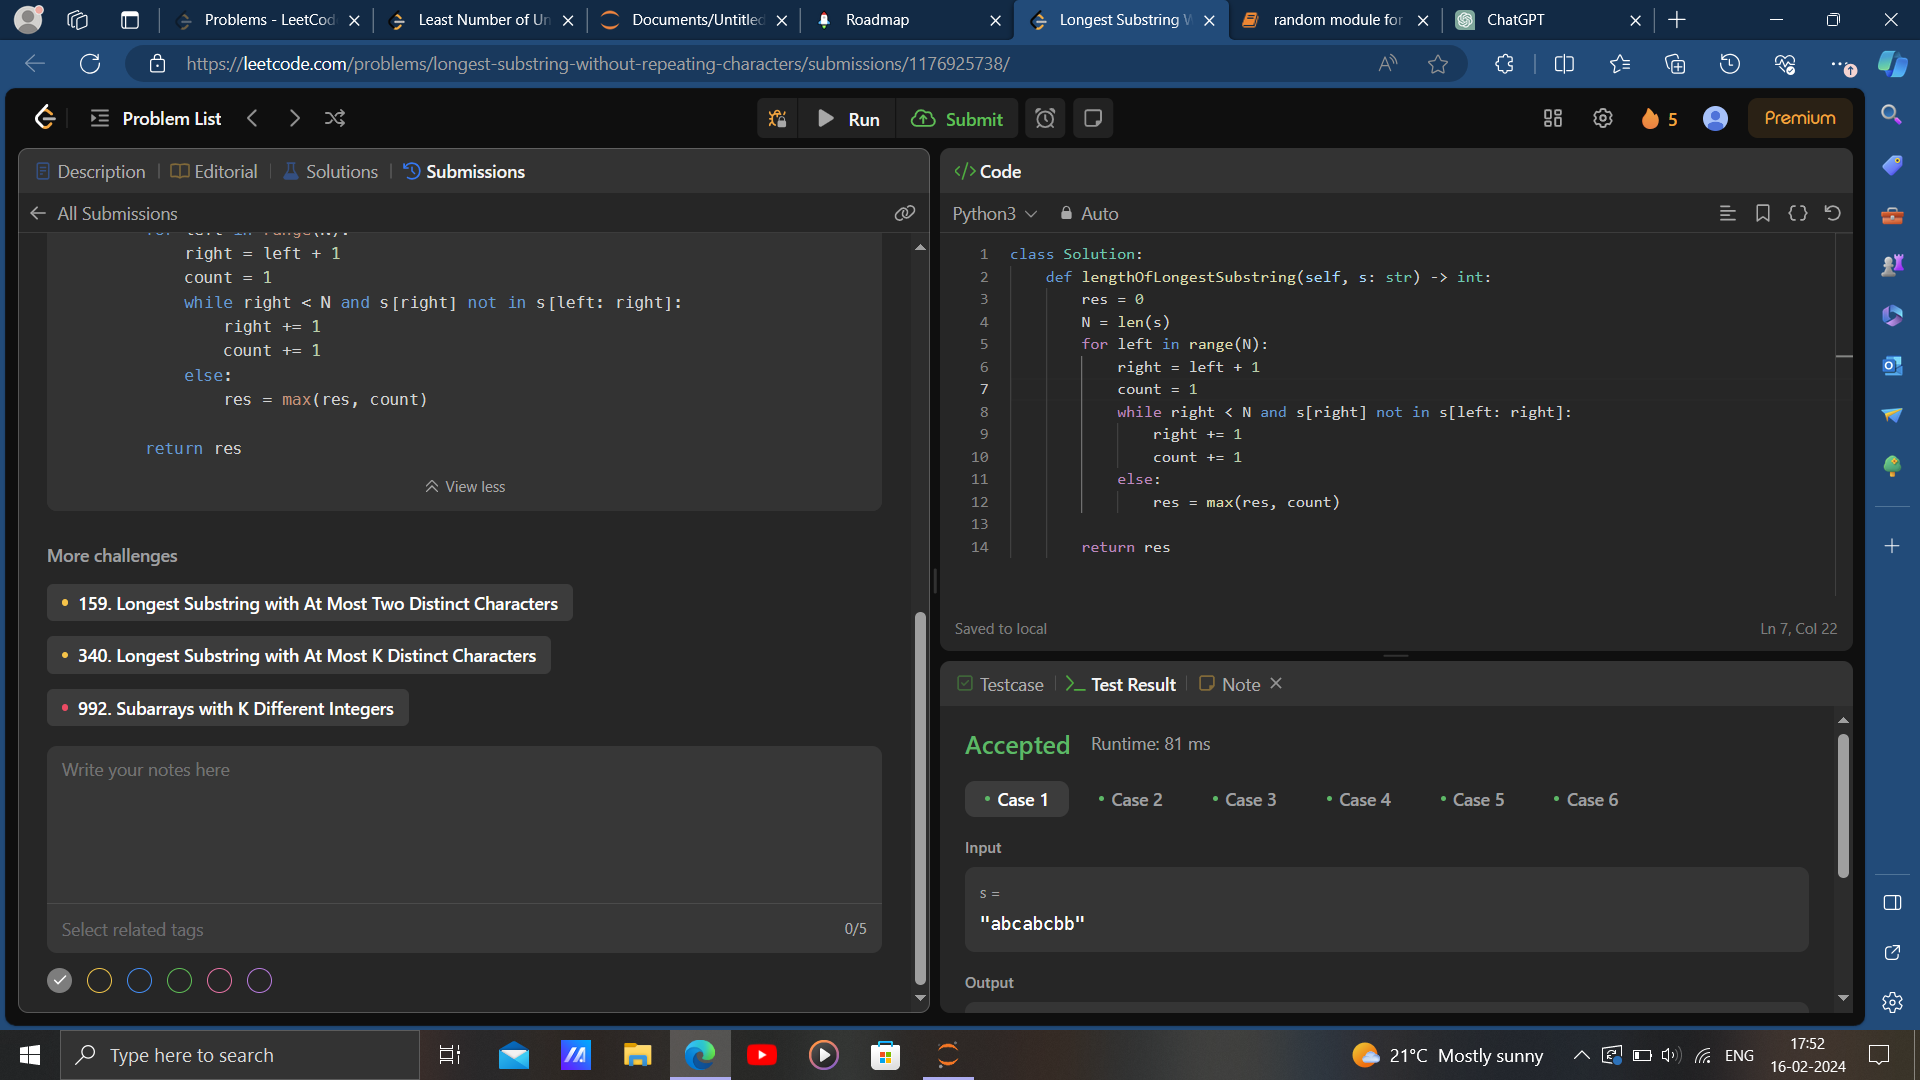 Problems - LeetCod
Least Number of Un
Documents/Untitled
Roadmap
Longest Substring W
random module for
ChatGPT
https://leetcode.com/problems/longest-substring-without-repeating-characters/submissions/1176925738/
Problem List
Run
Submit
5
Premium
Description
Editorial
Solutions
Submissions
All Submissions
for left in range(N):
right = left + 1
count = 1
while right < N and s[right] not in s[left: right]:
right += 1
count += 1
else:
res = max(res, count)
return res
View less
More challenges
159. Longest Substring with At Most Two Distinct Characters
340. Longest Substring with At Most K Distinct Characters
992. Subarrays with K Different Integers
Write your notes here
Select related tags
0/5
</> Code
Python3
Auto
1 class Solution:
2 def lengthOfLongestSubstring(self, s: str) -> int:
3 res = 0
4 N = len(s)
5 for left in range(N):
6 right = left + 1
7 count = 1
8 while right < N and s[right] not in s[left: right]:
9 right += 1
10 count += 1
11 else:
12 res = max(res, count)
13
14 return res
Saved to local
Ln 7, Col 22
Testcase
Test Result
Note
Accepted
Runtime: 81 ms
Case 1
Case 2
Case 3
Case 4
Case 5
Case 6
Input
s =
"abcabcbb"
Output
Type here to search
21°C Mostly sunny
ENG
17:52
16-02-2024